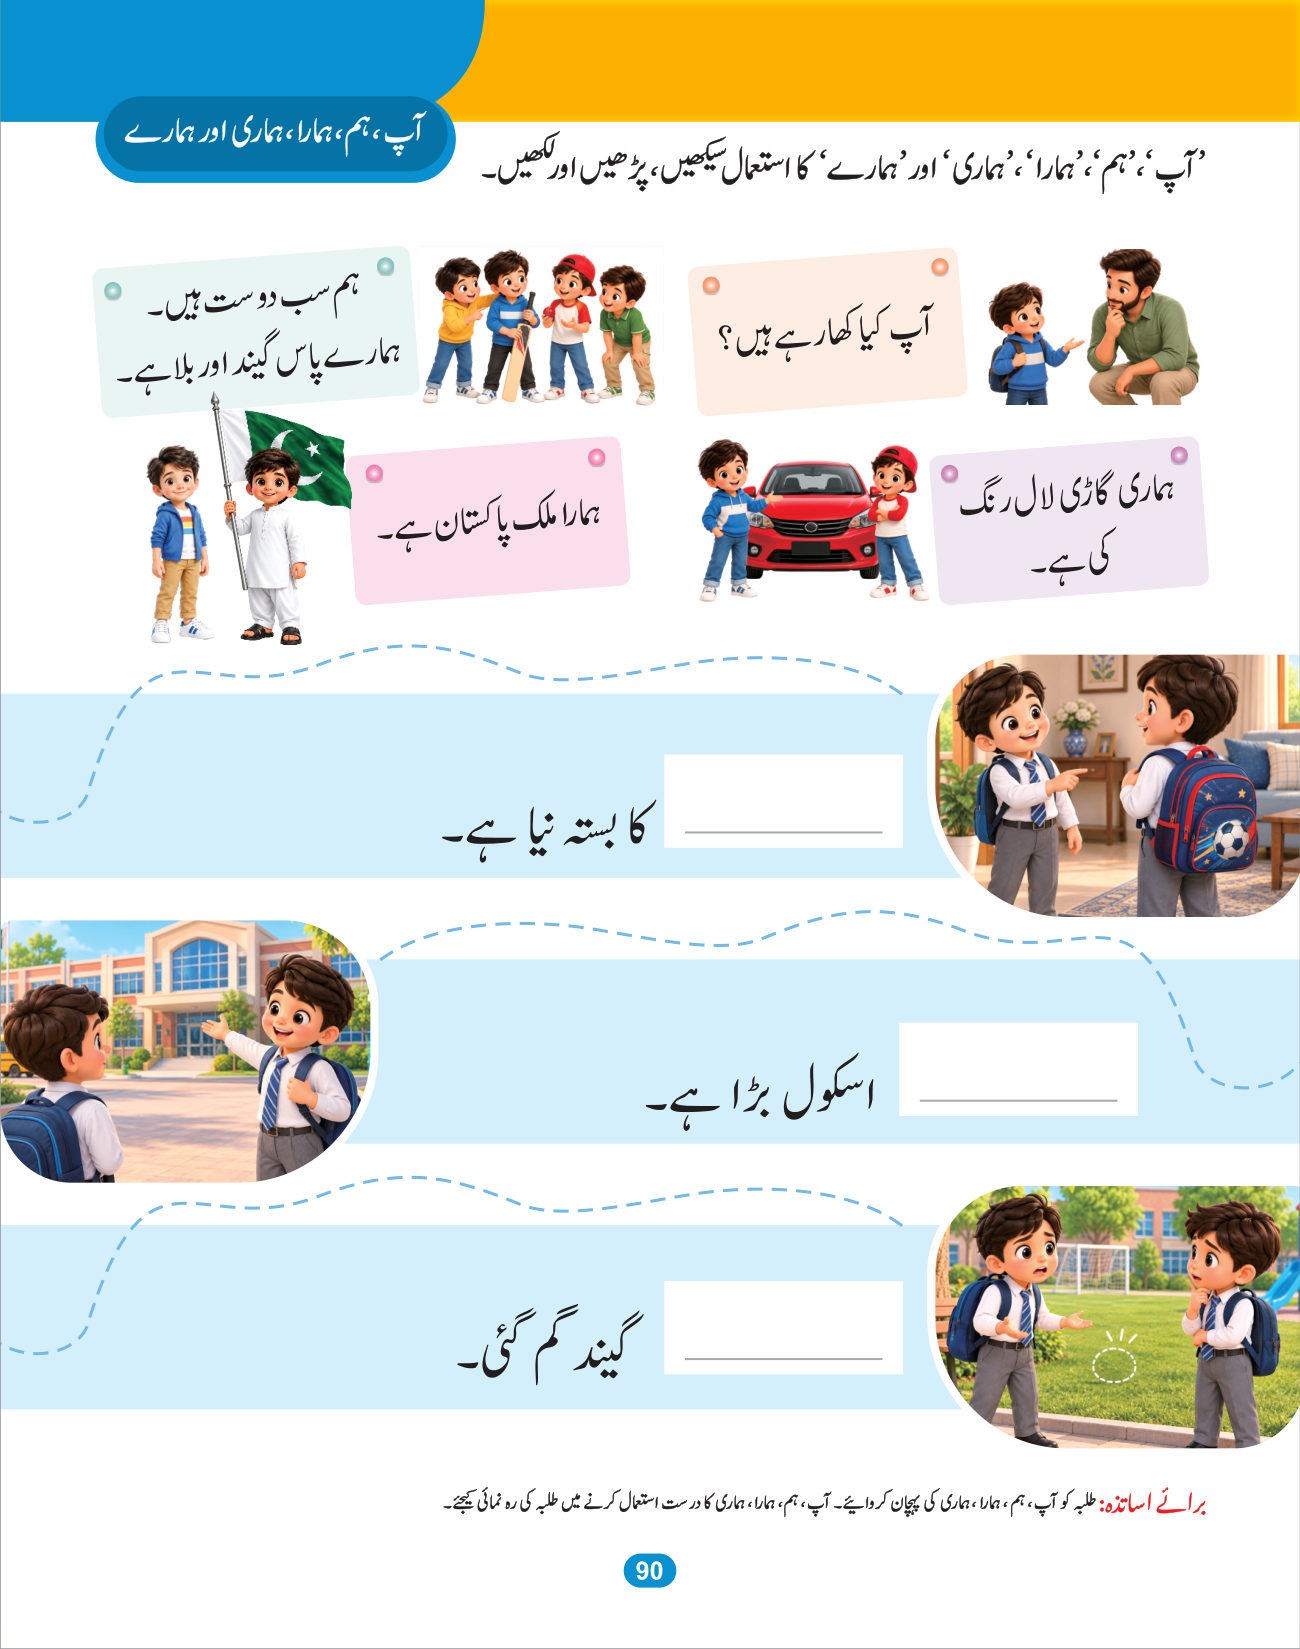 آپ، ہم، ہمارا، ہماری اور ہمارے
’آپ‘، ’ہم‘، ’ہمارا‘، ’ہماری‘ اور ’ہمارے‘ کا استعمال سیکھیں، پڑھیں اور لکھیں۔
آپ کیا کھا رہے ہیں؟
ہم سب دوست ہیں۔
ہمارے پاس گیند اور بلا ہے۔
ہماری گاڑی لال رنگ
کی ہے۔
ہمارا ملک پاکستان ہے۔
کا بستہ نیا ہے۔
اسکول بڑا ہے۔
گیند گم گئی۔
برائے اساتذہ: طلبہ کو آپ، ہم، ہمارا، ہماری کی پہچان کروائیے۔ آپ، ہم، ہمارا، ہماری کا درست استعمال کرنے میں طلبہ کی رہ نمائی کیجئے۔
90